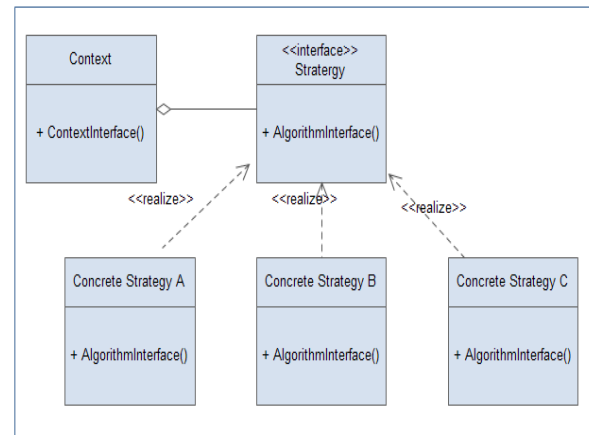 Context
+ ContextInterface()
<<interface>>
Stratergy
+ AlgorithmInterface()
<<realize>>
<<realize>>
<<realize>>
Concrete Strategy A
+ AlgorithmInterface()
Concrete Strategy B
+ AlgorithmInterface()
Concrete Strategy C
+ AlgorithmInterface()